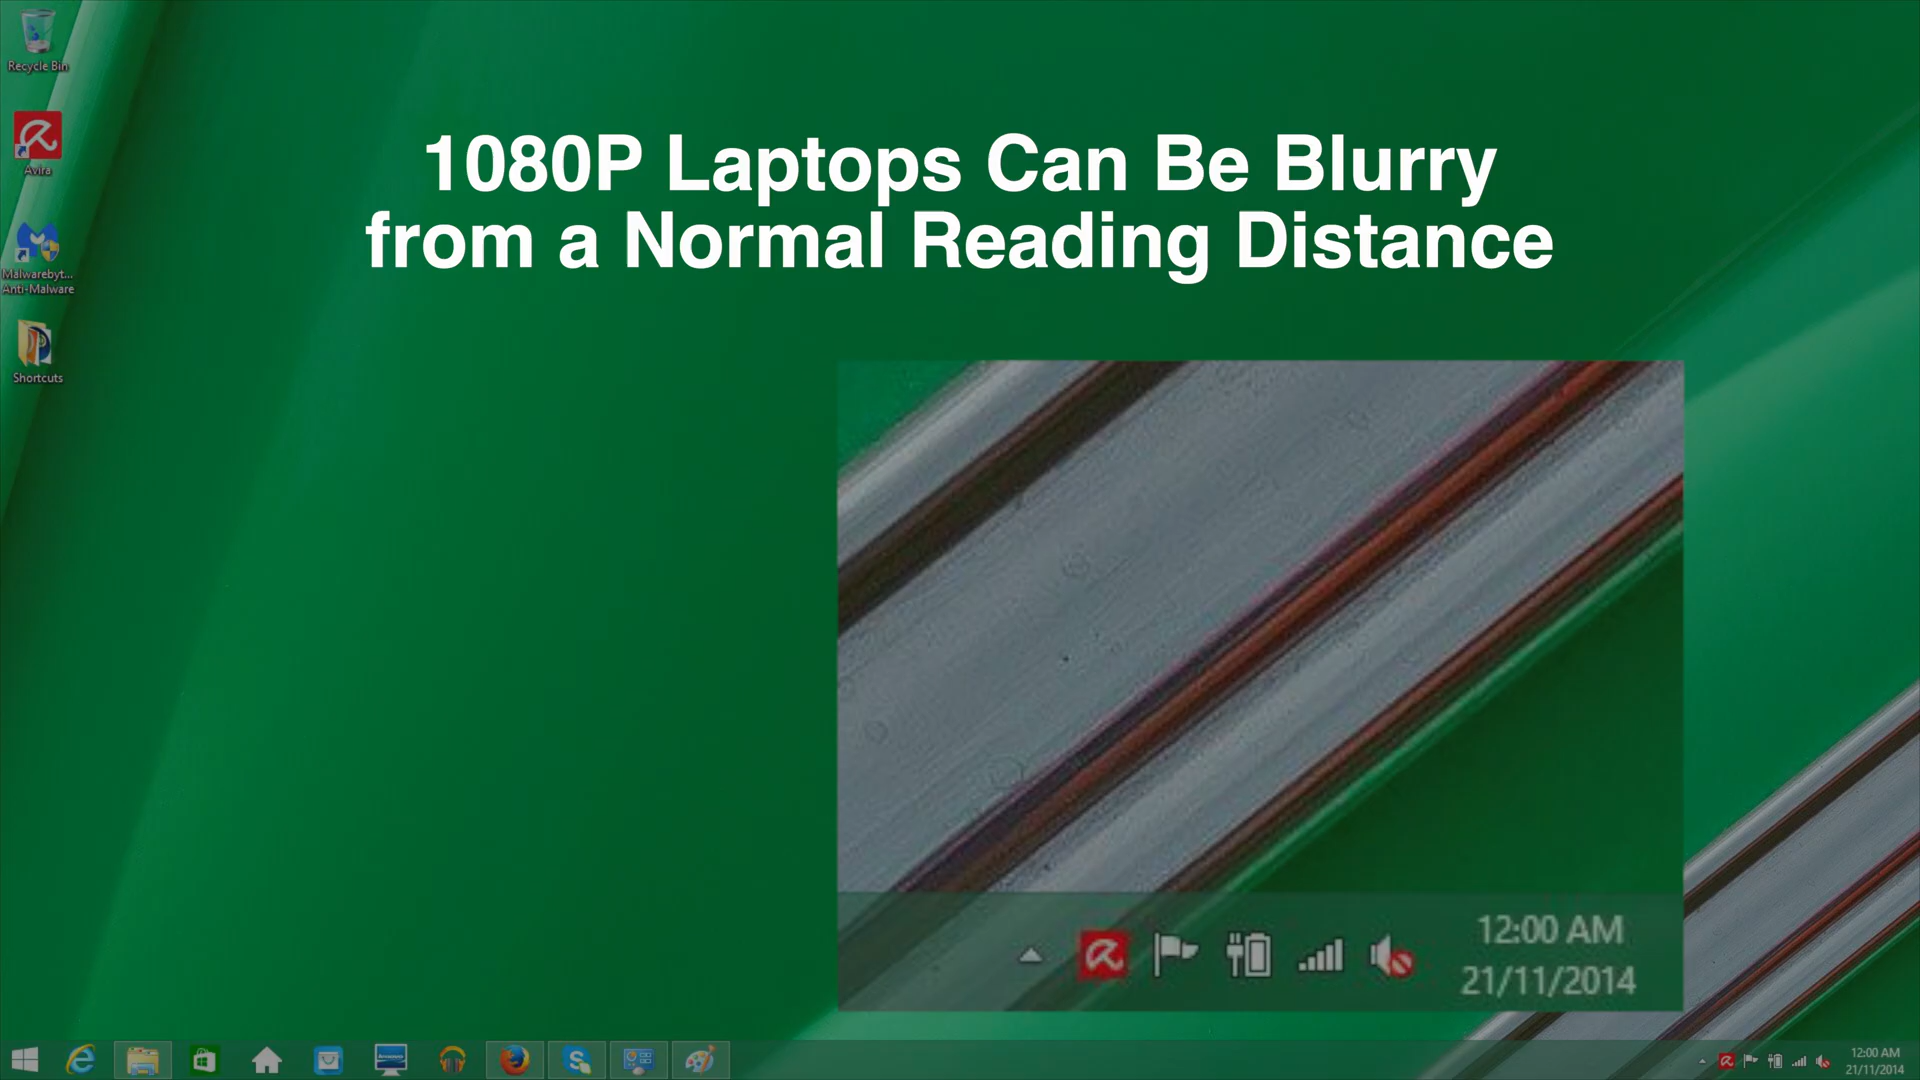 Recycle Bin
Avira
Malwarebyt...
Anti-Malware
Shortcuts
1080P Laptops Can Be Blurry
from a Normal Reading Distance
12:00 AM
21/11/2014
Lenovo
12:00 AM
21/11/2014